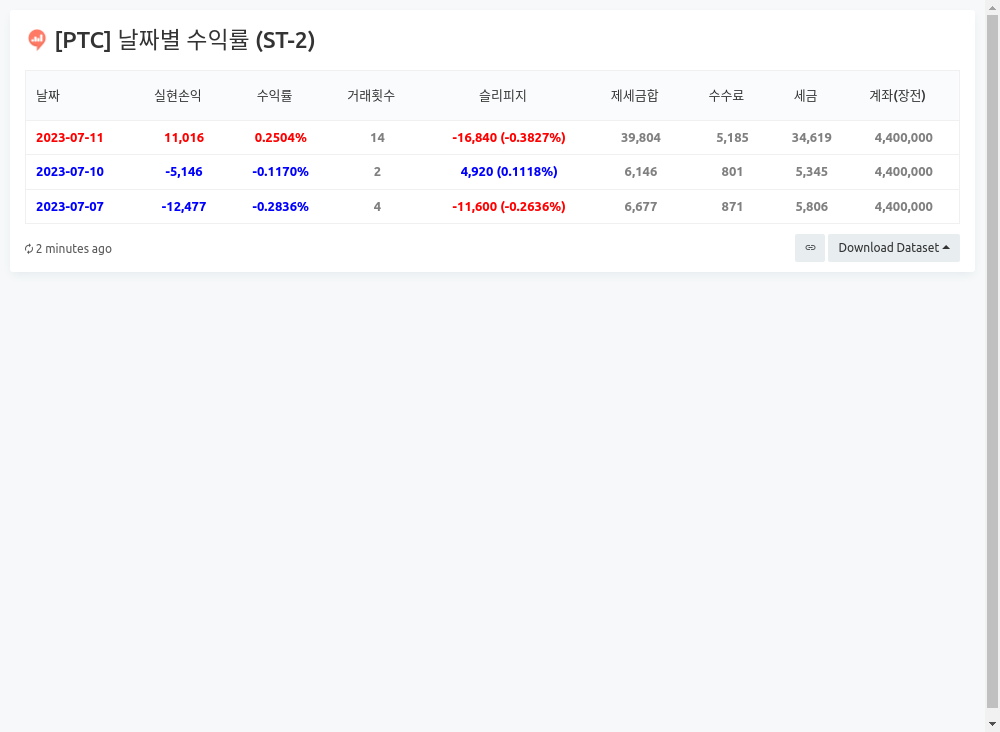 [PTC] 날짜별 수익률 (ST-2)
날짜 실현손익 수익률 거래횟수 슬리피지 제세금합 수수료 세금 계좌(장전)
2023-07-11 11,016 0.2504% 14 -16,840 (-0.3827%) 39,804 5,185 34,619 4,400,000
2023-07-10 -5,146 -0.1170% 2 4,920 (0.1118%) 6,146 801 5,345 4,400,000
2023-07-07 -12,477 -0.2836% 4 -11,600 (-0.2636%) 6,677 871 5,806 4,400,000
2 minutes ago Download Dataset